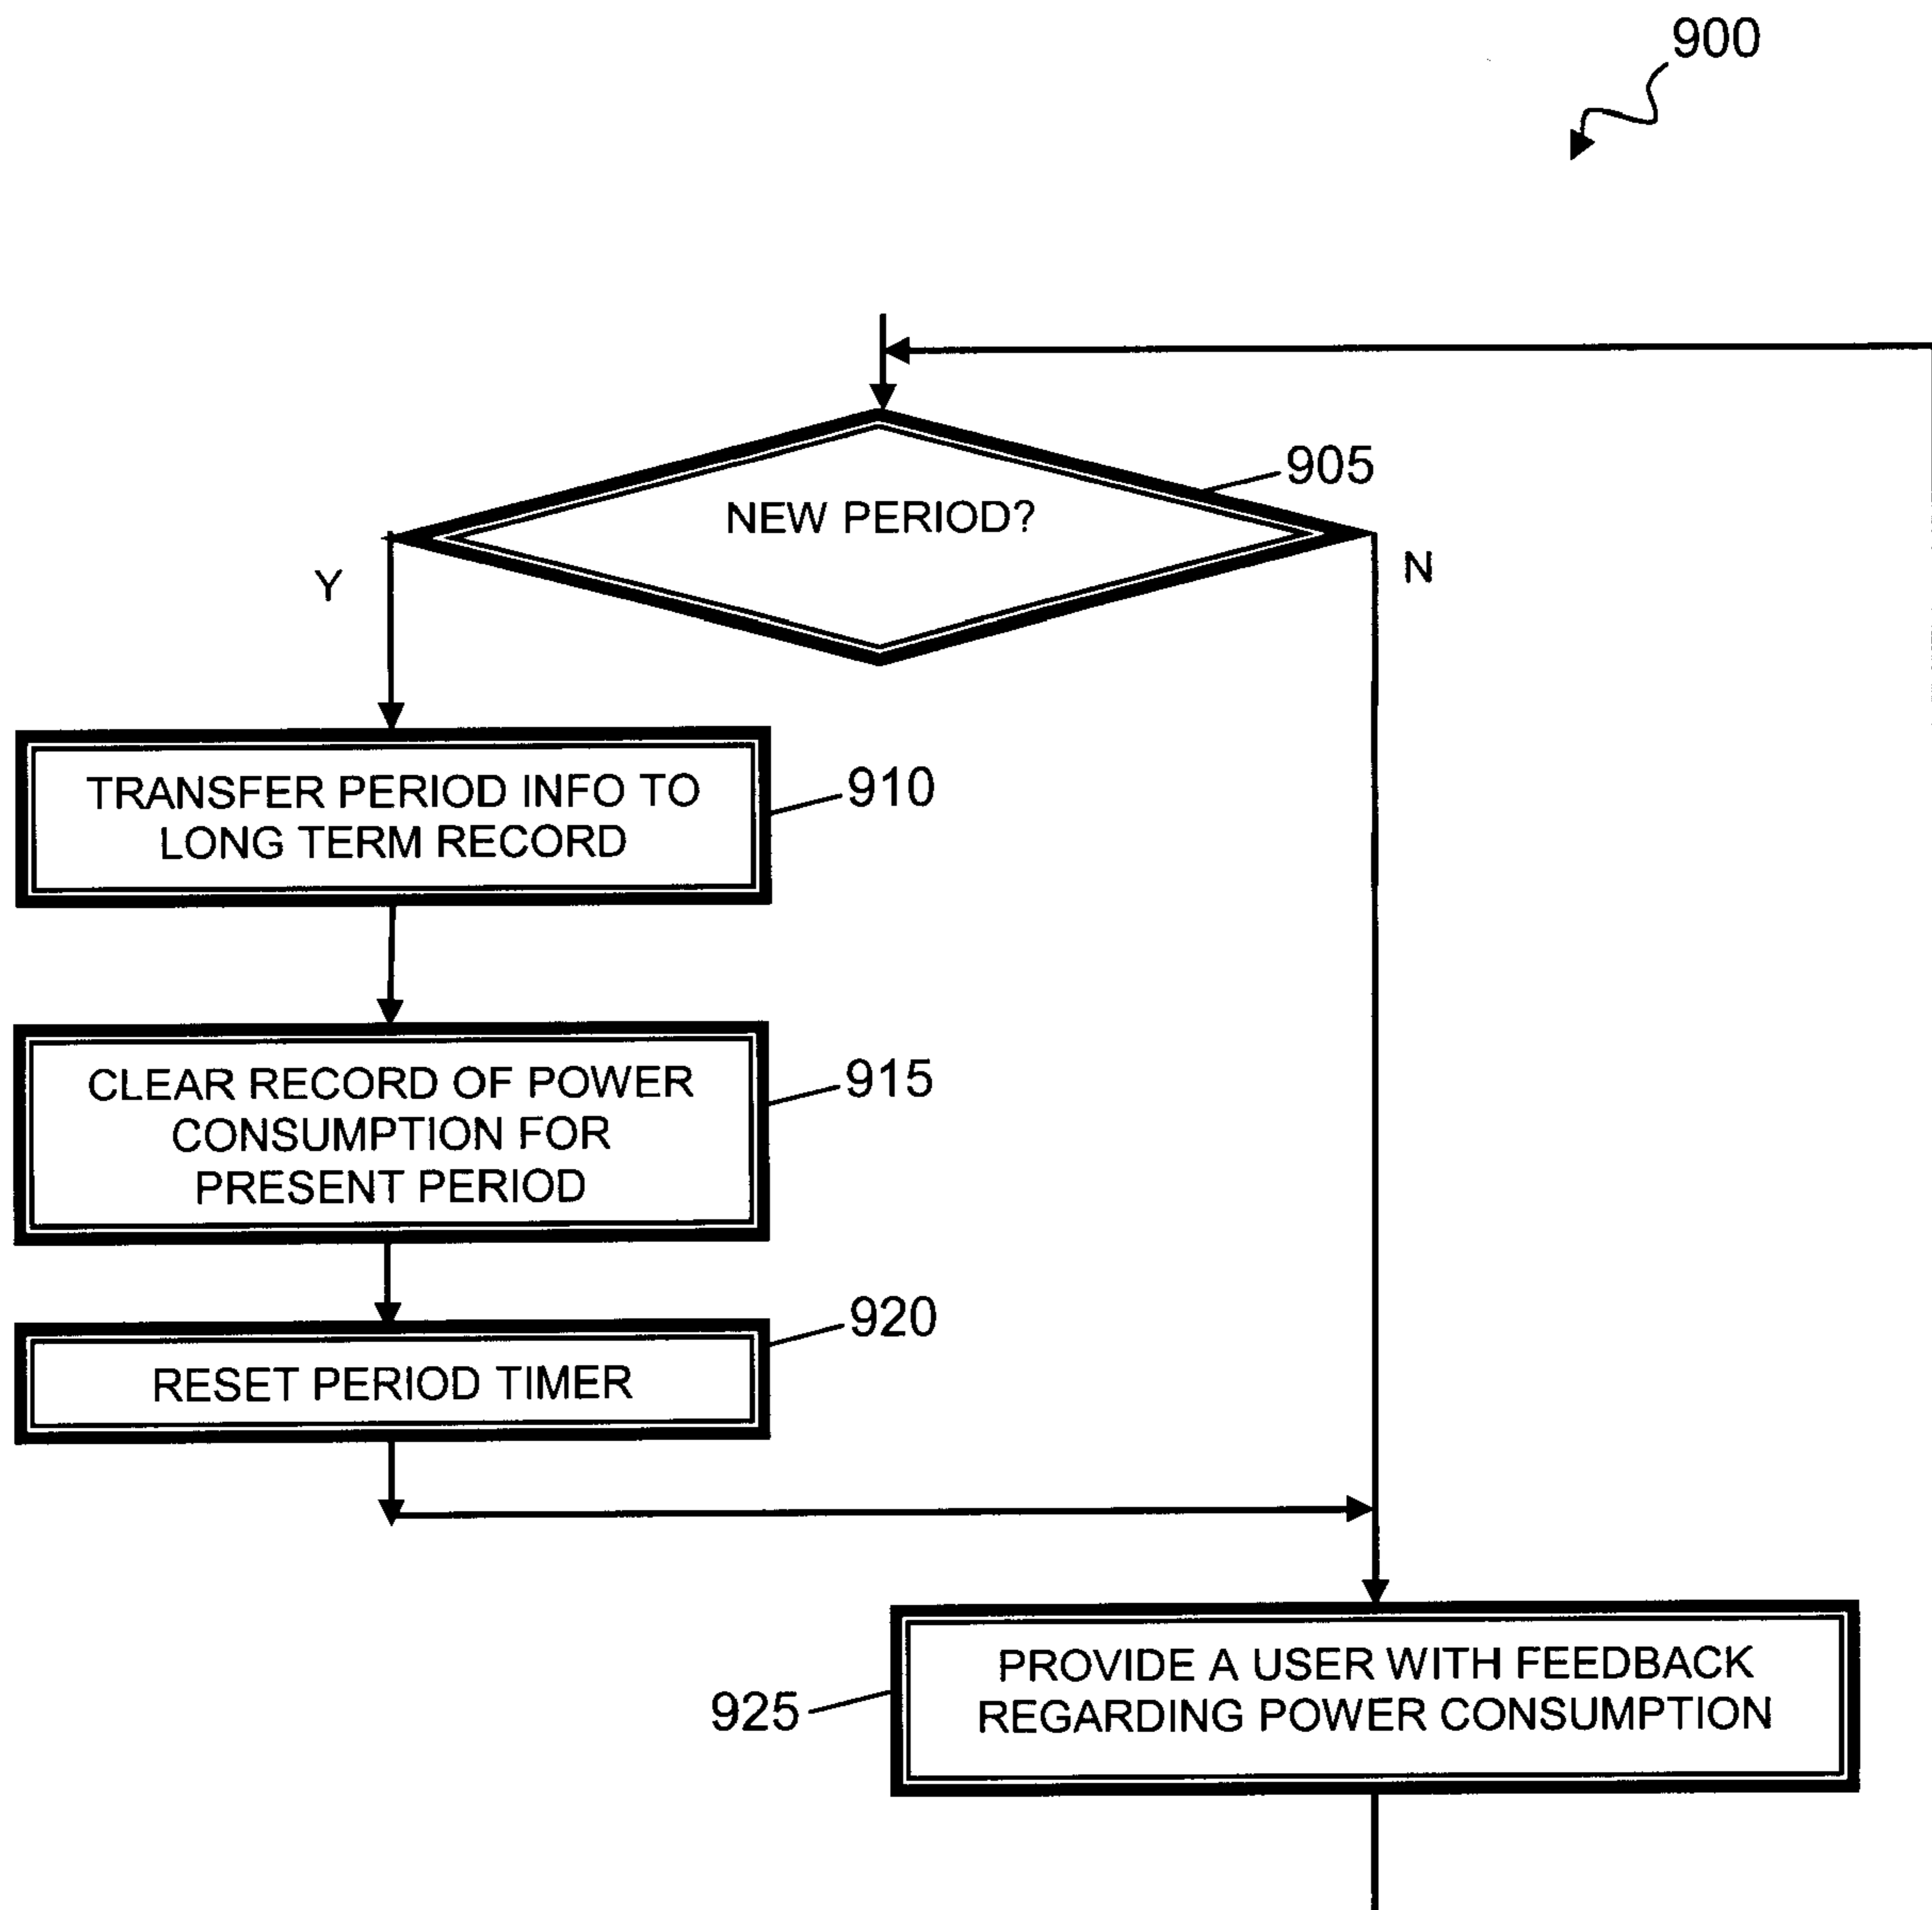 900
NEW PERIOD?
905
Y
N
TRANSFER PERIOD INFO TO
LONG TERM RECORD
910
CLEAR RECORD OF POWER
CONSUMPTION FOR
PRESENT PERIOD
915
RESET PERIOD TIMER
920
PROVIDE A USER WITH FEEDBACK
REGARDING POWER CONSUMPTION
925